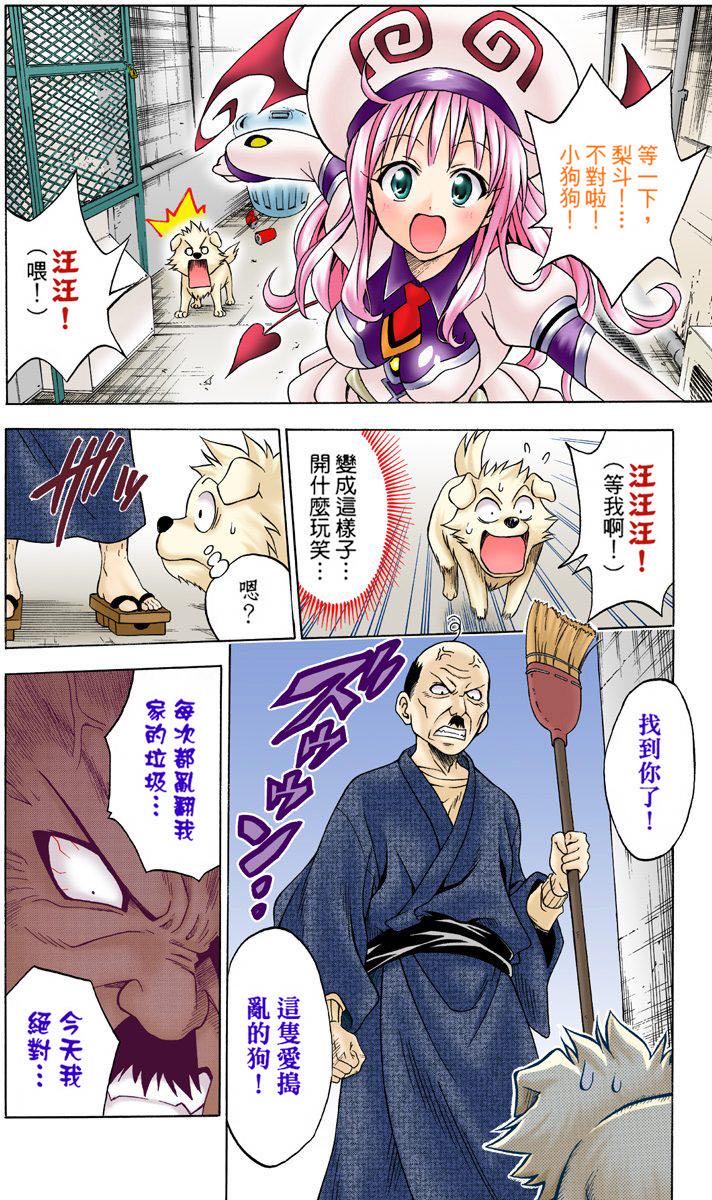 等一下，
梨斗！…
不對啦！
小狗狗！
汪汪！
（喂！）
汪汪汪！
（等我啊！）
變成這樣子…
開什麼玩笑…
嗯？
找到你了！
這隻愛搗
亂的狗！
每次都亂翻我
家的垃圾…
今天我
絕對…